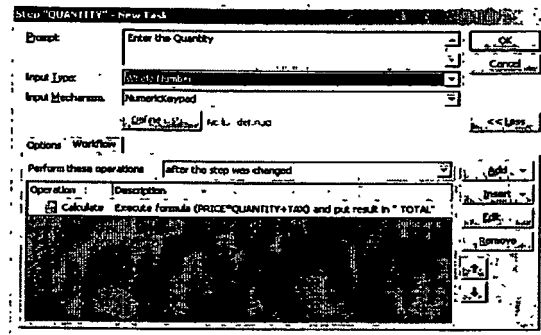 Step "QUANTITY" - New Task
Prompt: Enter the Quantity OK
Cancel
Input Type: Whole Number
Input Mechanism: NumericKeypad
<< Less
Options Workflow
Perform these operations after the step was changed Add
Operation Description Insert
Calculate Execute formula (PRICE*QUANTITY+TAX) and put result in " TOTAL" Edit
Remove